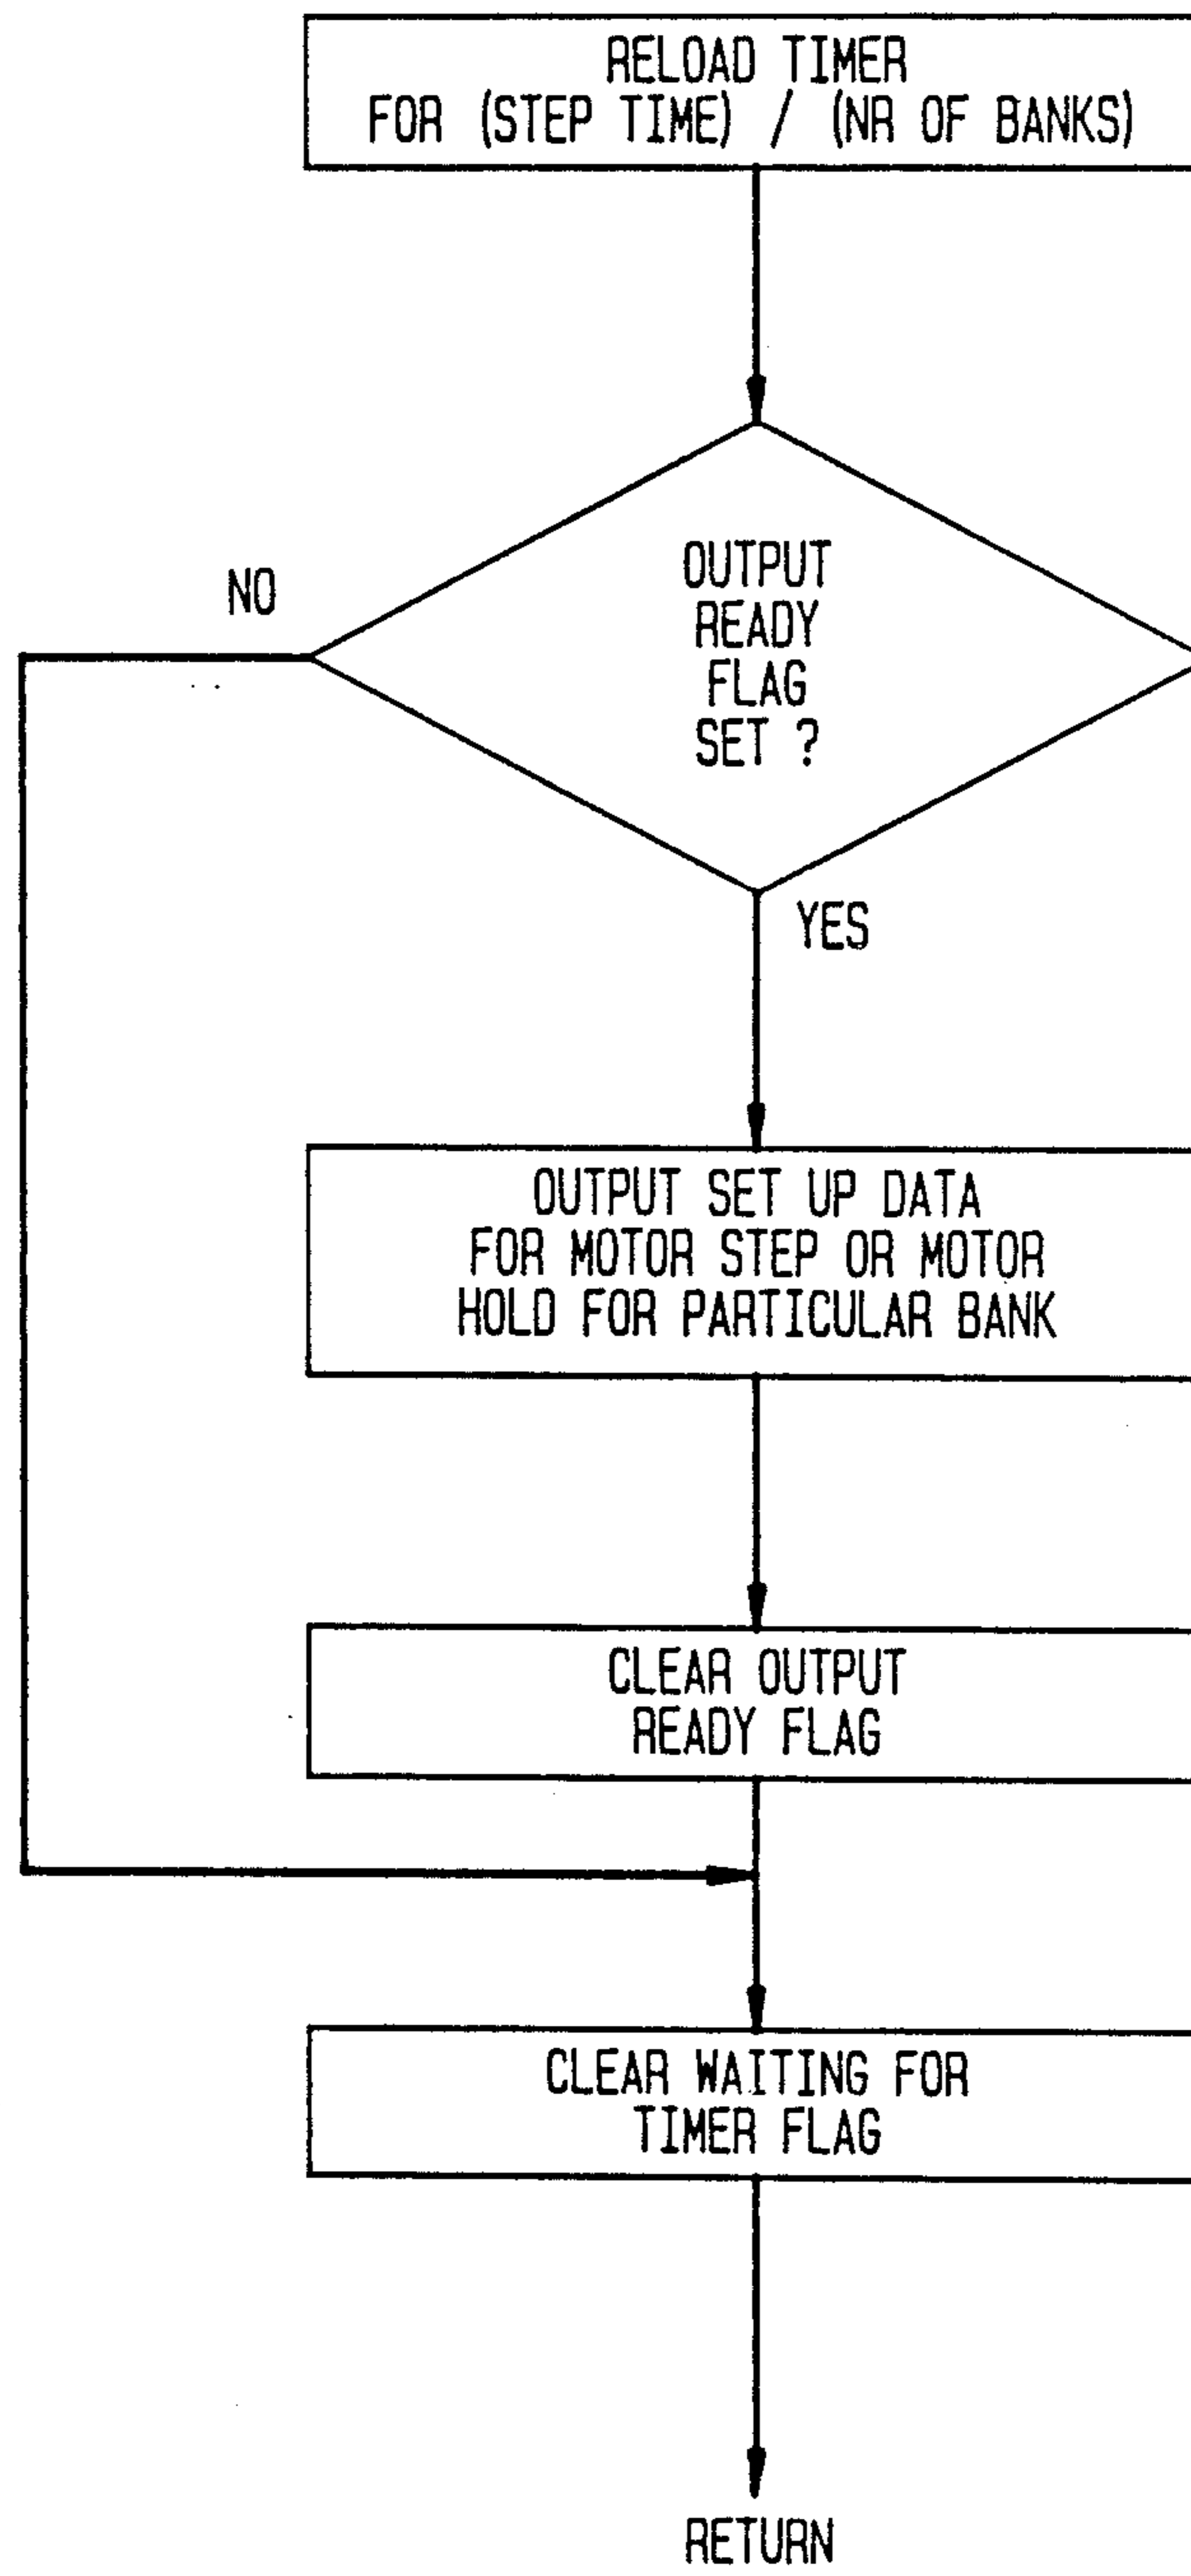 RELOAD TIMER
FOR (STEP TIME) / (NR OF BANKS)
OUTPUT
READY
FLAG
SET ?
NO
YES
OUTPUT SET UP DATA
FOR MOTOR STEP OR MOTOR
HOLD FOR PARTICULAR BANK
CLEAR OUTPUT
READY FLAG
CLEAR WAITING FOR
TIMER FLAG
RETURN